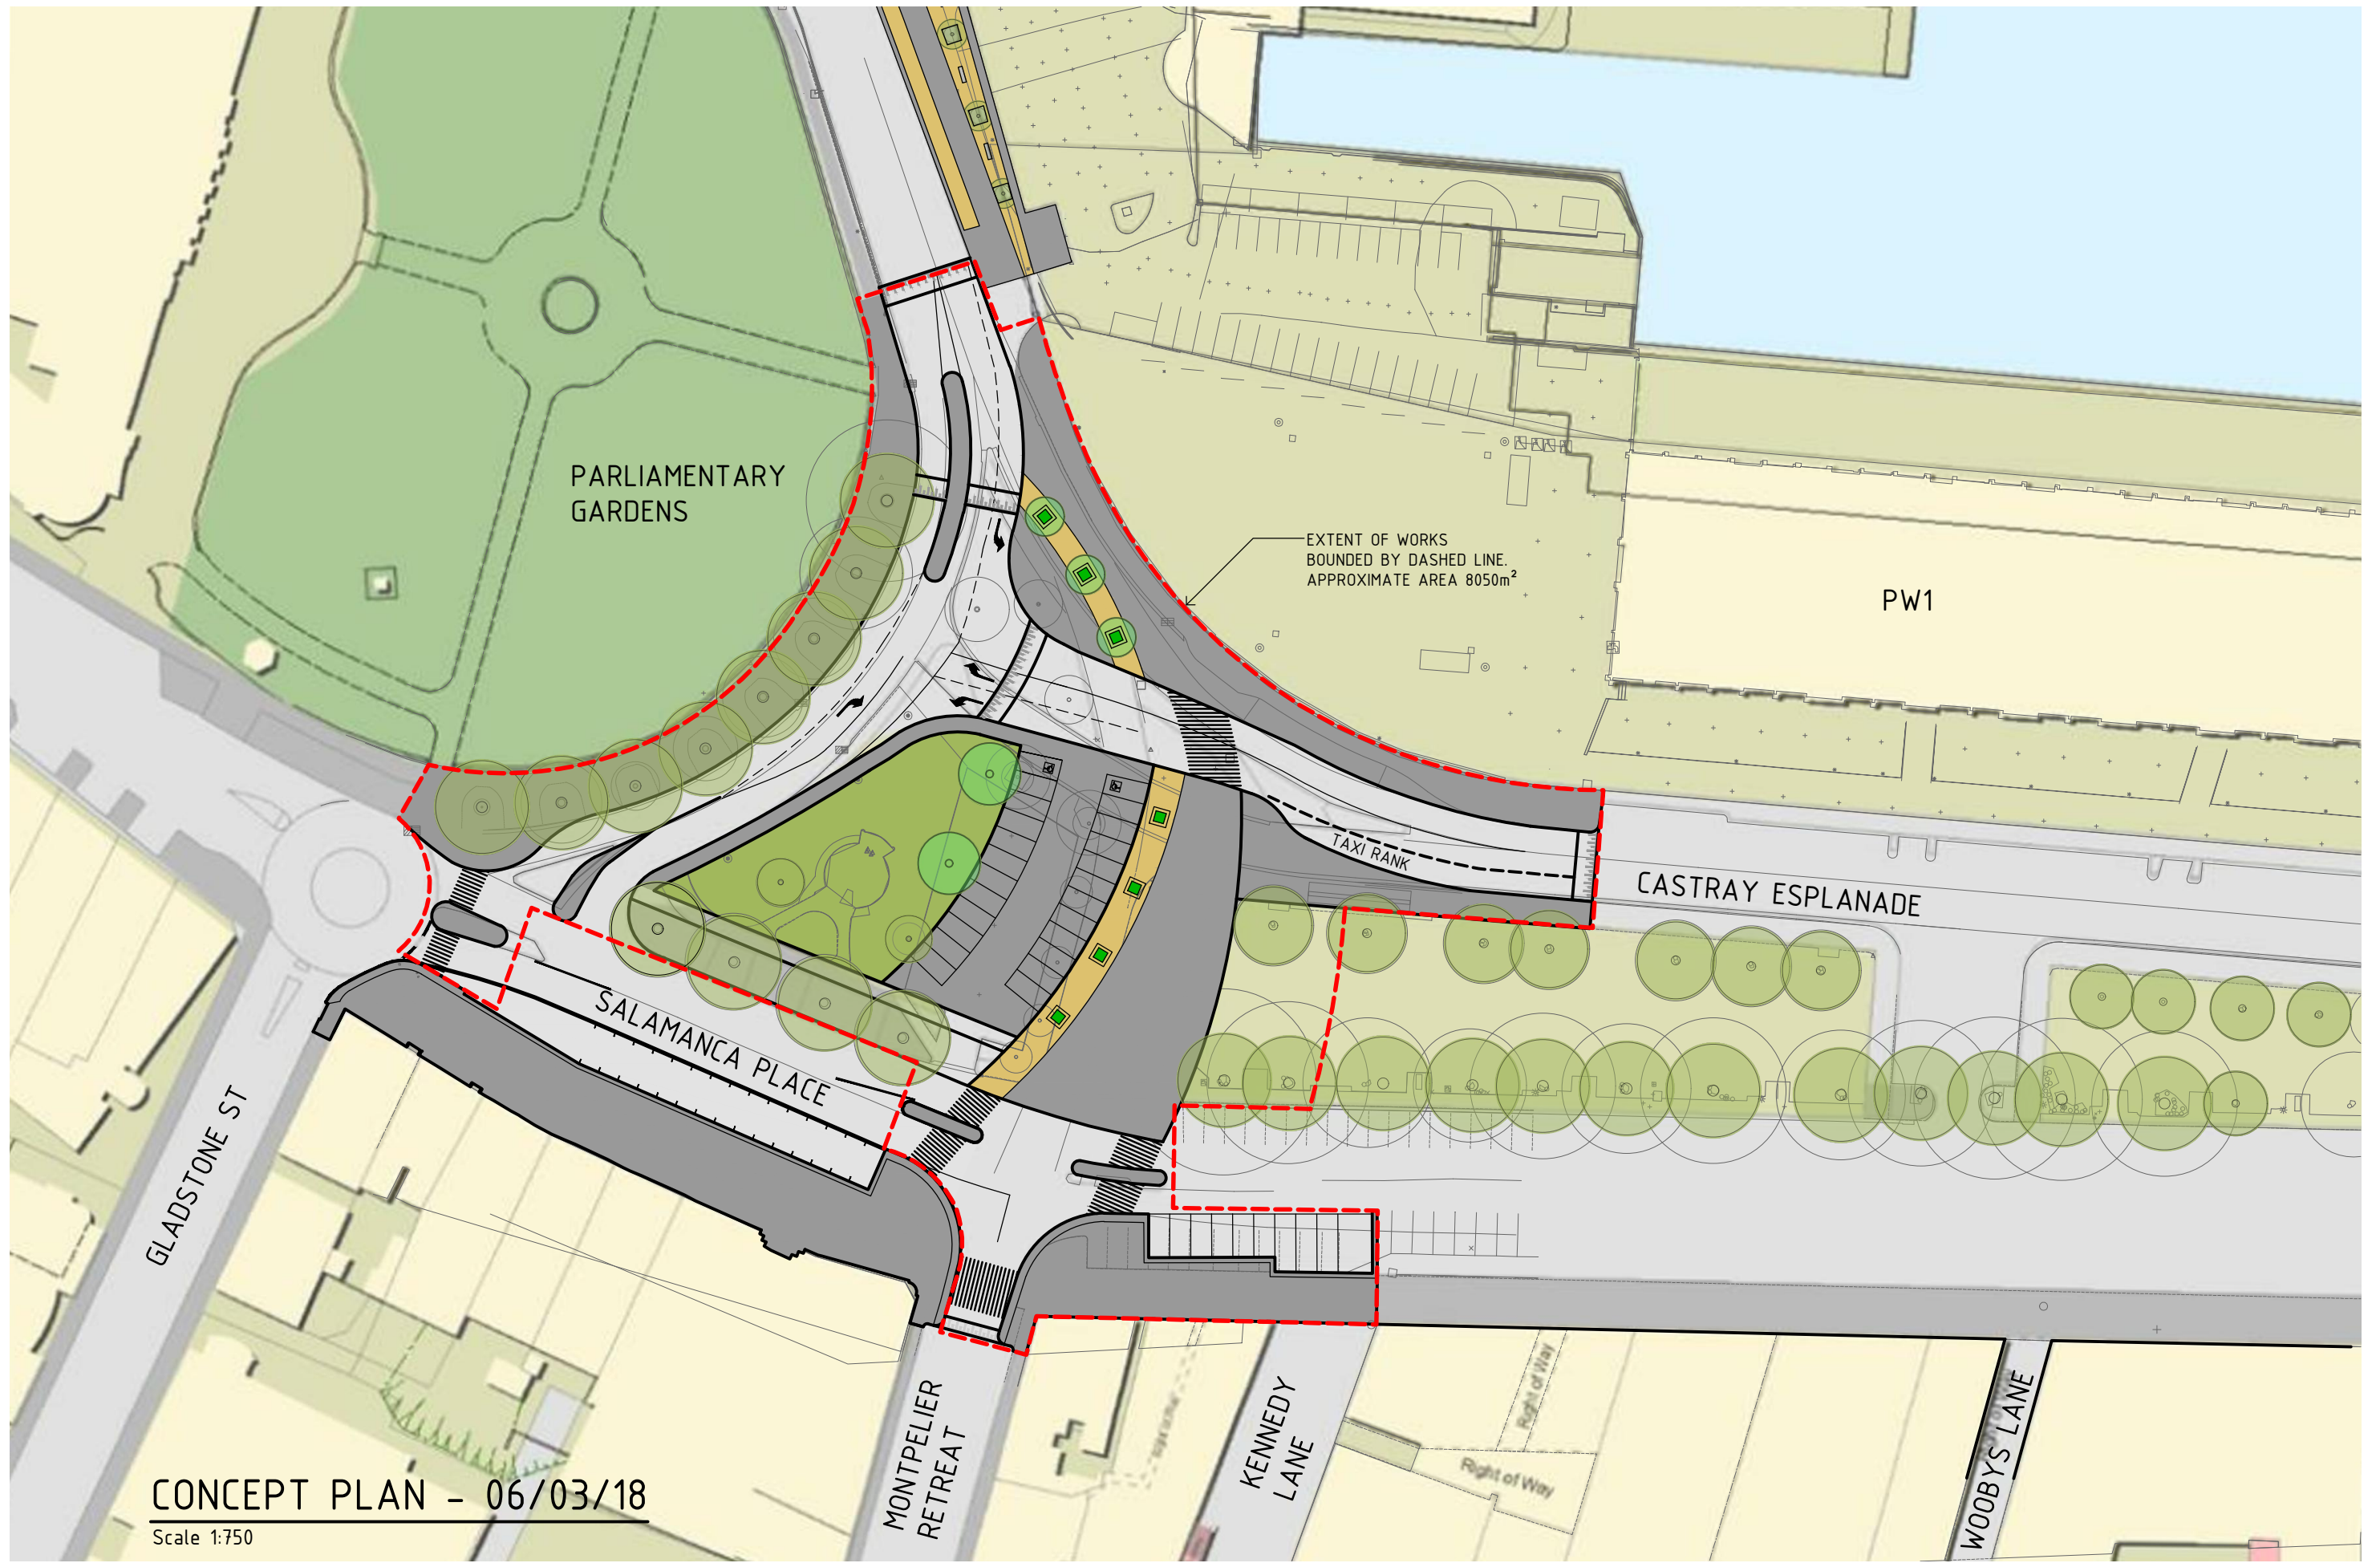 PARLIAMENTARY
GARDENS
EXTENT OF WORKS
BOUNDED BY DASHED LINE.
APPROXIMATE AREA 8050m²
PW1
TAXI RANK
CASTRAY ESPLANADE
SALAMANCA PLACE
GLADSTONE ST
MONTPELIER
RETREAT
KENNEDY
LANE
Right of Way
Right of Way
WOOBYS LANE
CONCEPT PLAN - 06/03/18
Scale 1:750